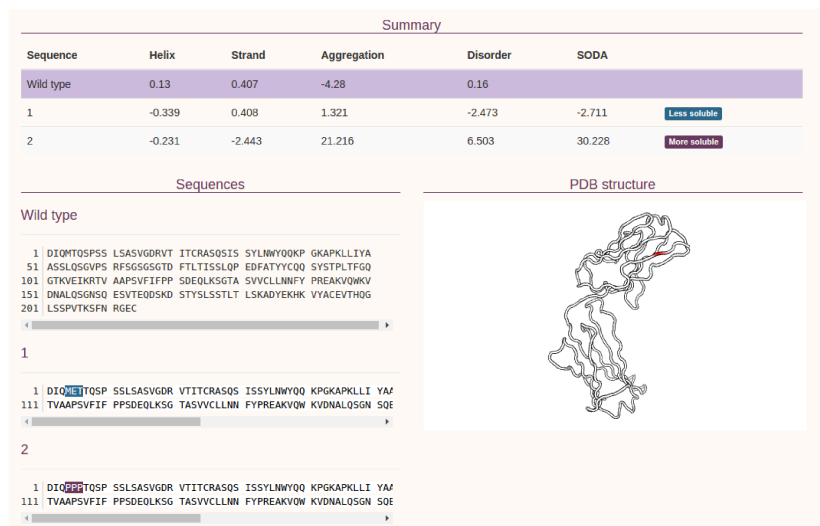 Summary
Sequence Helix Strand Aggregation Disorder SODA
Wild type 0.13 0.407 -4.28 0.16
1 -0.339 0.408 1.321 -2.473 -2.711 Less soluble
2 -0.231 -2.443 21.216 6.503 30.228 More soluble
Sequences
Wild type
1 DIQMTQSPSS LSASVGDRVT ITCRASQSIS SYLNWYQQKP GKAPKLLIYA
51 ASSLQSGVPS RFSGSGSGTD FTLTISSLQP EDFATYYCQQ SYSTPLTFGQ
101 GTKVEIKRTV AAPSVFIFPP SDEQLKSGTA SVVCLLNNFY PREAKVQWKV
151 DNALQSGNSQ ESVTEQDSKD STYSLSSTLT LSKADYEKHK VYACEVTHQG
201 LSSPVTKSFN RGEC
1
1 DIQMETTQSP SSLSASVGDR VTITCRASQS ISSYLNWYQQ KPGKAPKLLI YAA
111 TVAAPSVFIF PPSDEQLKSG TASVVCLLNN FYPREAKVQW KVDNALQSGN SQE
2
1 DIQPPPTQSP SSLSASVGDR VTITCRASQS ISSYLNWYQQ KPGKAPKLLI YAA
111 TVAAPSVFIF PPSDEQLKSG TASVVCLLNN FYPREAKVQW KVDNALQSGN SQE
PDB structure